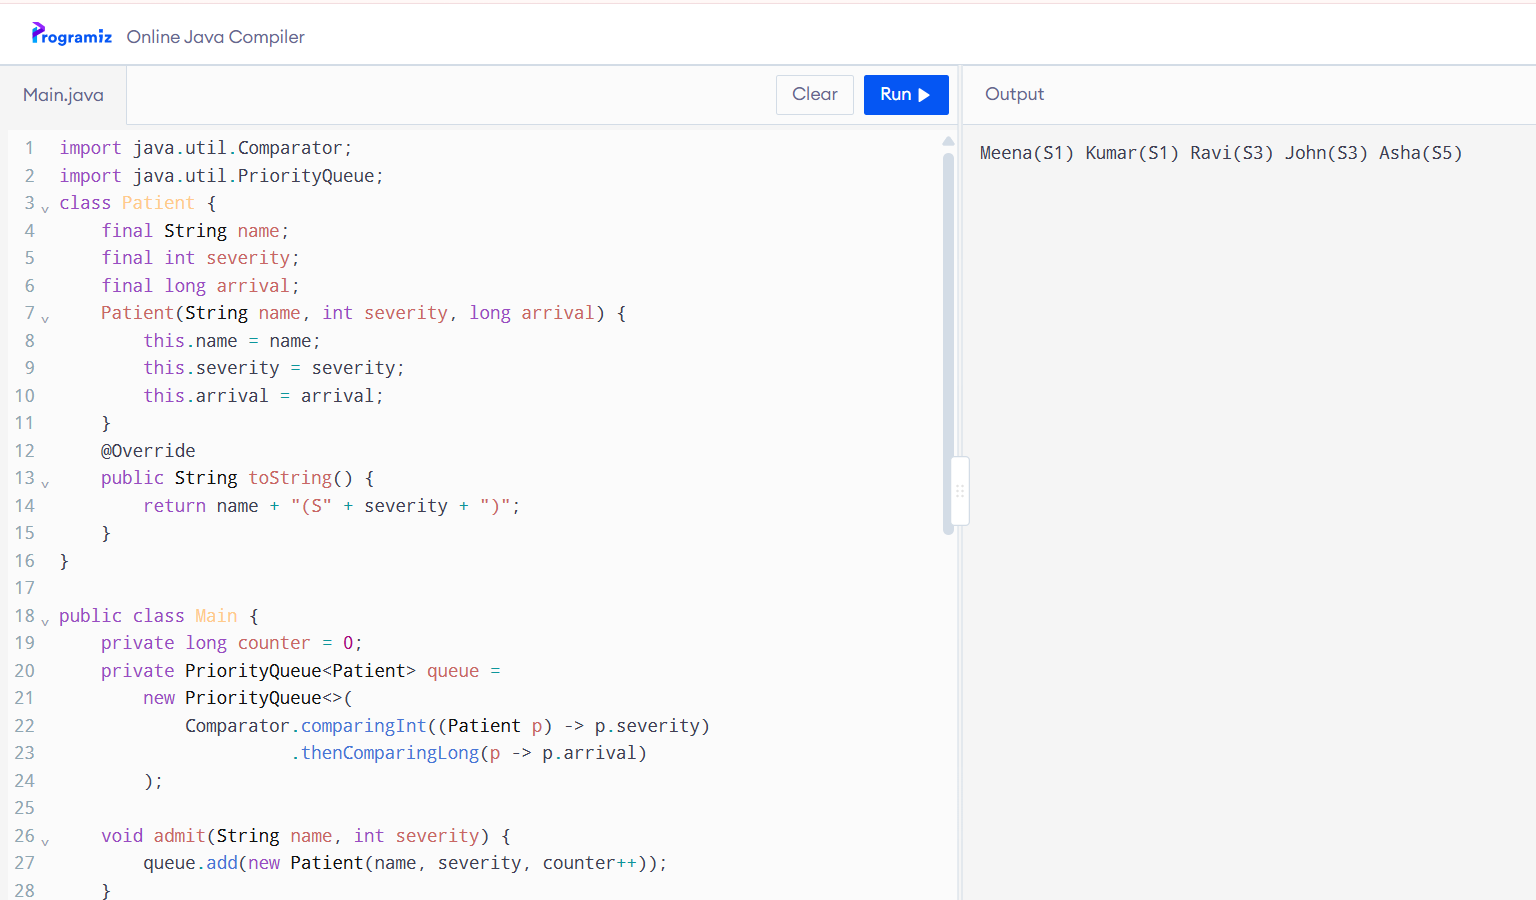 Programiz Online Java Compiler
Main.java Clear Run Output
1 import java.util.Comparator;
2 import java.util.PriorityQueue;
3 class Patient {
4     final String name;
5     final int severity;
6     final long arrival;
7     Patient(String name, int severity, long arrival) {
8         this.name = name;
9         this.severity = severity;
10         this.arrival = arrival;
11     }
12     @Override
13     public String toString() {
14         return name + "(S" + severity + ")";
15     }
16 }
17
18 public class Main {
19     private long counter = 0;
20     private PriorityQueue<Patient> queue =
21         new PriorityQueue<>(
22             Comparator.comparingInt((Patient p) -> p.severity)
23                       .thenComparingLong(p -> p.arrival)
24         );
25
26     void admit(String name, int severity) {
27         queue.add(new Patient(name, severity, counter++));
28     }
Meena(S1) Kumar(S1) Ravi(S3) John(S3) Asha(S5)